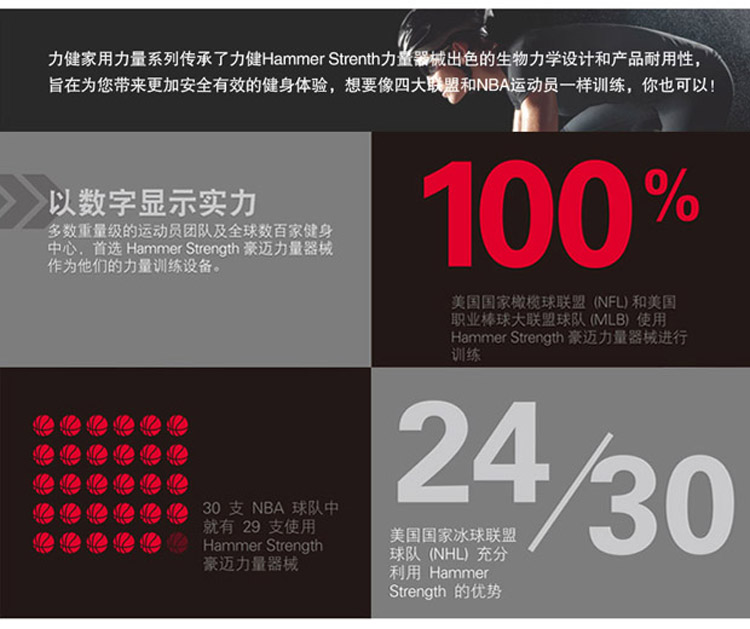 力健家用力量系列传承了力健Hammer Strenth力量器械出色的生物力学设计和产品耐用性，
旨在为您带来更加安全有效的健身体验，想要像四大联盟和NBA运动员一样训练，你也可以！
以数字显示实力
多数重量级的运动员团队及全球数百家健身
中心，首选 Hammer Strength 豪迈力量器械
作为他们的力量训练设备。
100%
美国国家橄榄球联盟 (NFL) 和美国
职业棒球大联盟球队 (MLB) 使用
Hammer Strength 豪迈力量器械进行
训练
30 支 NBA 球队中
就有 29 支使用
Hammer Strength
豪迈力量器械
24/30
美国国家冰球联盟
球队 (NHL) 充分
利用 Hammer
Strength 的优势